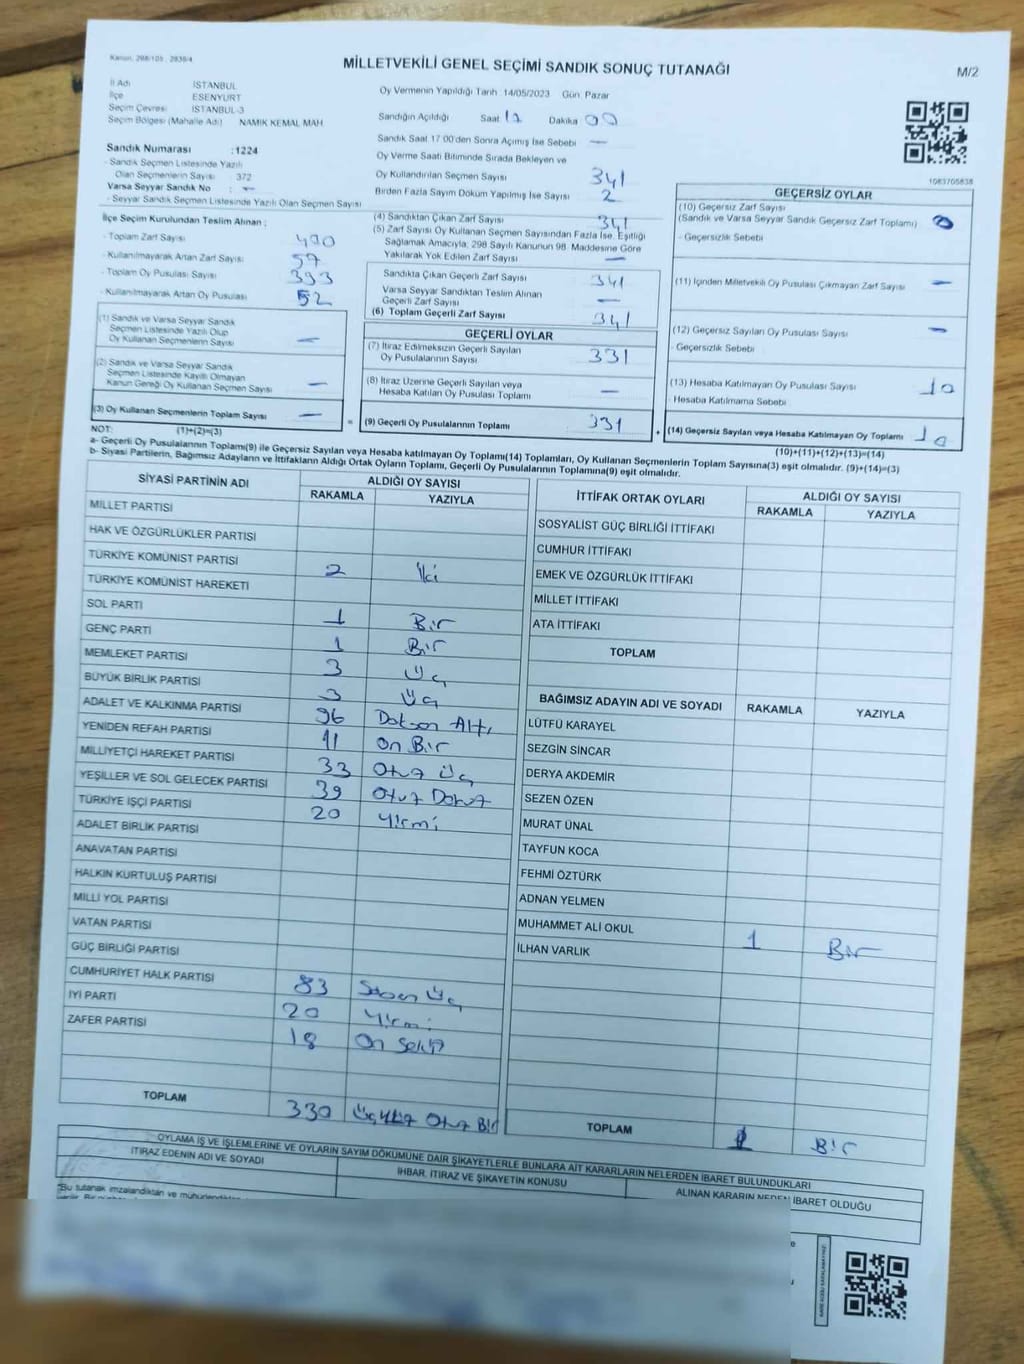 Kanun: 298/105 , 2839/4
MİLLETVEKİLİ GENEL SEÇİMİ SANDIK SONUÇ TUTANAĞI
M/2
İl Adı İSTANBUL
İlçe ESENYURT
Seçim Çevresi İSTANBUL-3
Seçim Bölgesi (Mahalle Adı) NAMIK KEMAL MAH
Sandık Numarası :1224
- Sandık Seçmen Listesinde Yazılı
Olan Seçmenlerin Sayısı 372
Varsa Seyyar Sandık No : -
- Seyyar Sandık Seçmen Listesinde Yazılı Olan Seçmen Sayısı
Oy Vermenin Yapıldığı Tarih 14/05/2023 Gün Pazar
Sandığın Açıldığı Saat Dakika 00
Sandık Saat 17:00'den Sonra Açımış İse Sebebi -
Oy Verme Saati Bitiminde Sırada Bekleyen ve
Oy Kullandırılan Seçmen Sayısı 341
Birden Fazla Sayım Döküm Yapılmış İse Sayısı 2
İlçe Seçim Kurulundan Teslim Alınan ;
- Toplam Zarf Sayısı
- Kullanılmayarak Artan Zarf Sayısı
- Toplam Oy Pusulası Sayısı 393
- Kullanılmayarak Artan Oy Pusulası 52
(1) Sandık ve Varsa Seyyar Sandık
Seçmen Listesinde Yazılı Olup
Oy Kullanan Seçmenlerin Sayısı -
(2) Sandık ve Varsa Seyyar Sandık
Seçmen Listesinde Kayıtlı Olmayan
Kanun Gereği Oy Kullanan Seçmen Sayısı -
(3) Oy Kullanan Seçmenlerin Toplam Sayısı -
(4) Sandıktan Çıkan Zarf Sayısı 341
(5) Zarf Sayısı Oy Kullanan Seçmen Sayısından Fazla İse, Eşitliği
Sağlamak Amacıyla, 298 Sayılı Kanunun 98. Maddesine Göre
Yakılarak Yok Edilen Zarf Sayısı -
Sandıkta Çıkan Geçerli Zarf Sayısı 341
Varsa Seyyar Sandıktan Teslim Alınan
Geçerli Zarf Sayısı -
(6) Toplam Geçerli Zarf Sayısı 341
GEÇERLİ OYLAR
(7) İtiraz Edilmeksizin Geçerli Sayılan
Oy Pusulalarının Sayısı 331
(8) İtiraz Üzerine Geçerli Sayılan veya
Hesaba Katılan Oy Pusulası Toplamı -
= (9) Geçerli Oy Pusulalarının Toplamı 331 +
1083705838
GEÇERSİZ OYLAR
(10) Geçersiz Zarf Sayısı
(Sandık ve Varsa Seyyar Sandık Geçersiz Zarf Toplamı)
- Geçersizlik Sebebi
(11) İçinden Milletvekili Oy Pusulası Çıkmayan Zarf Sayısı -
(12) Geçersiz Sayılan Oy Pusulası Sayısı -
- Geçersizlik Sebebi
(13) Hesaba Katılmayan Oy Pusulası Sayısı 10
- Hesaba Katılmama Sebebi
(14) Geçersiz Sayılan veya Hesaba Katılmayan Oy Toplamı 10
NOT: (1)+(2)=(3)
(10)+(11)+(12)+(13)=(14)
a- Geçerli Oy Pusulasının Toplamı(9) ile Geçersiz Sayılan veya Hesaba katılmayan Oy Toplamı(14) Toplamları, Oy Kullanan Seçmenlerin Toplam Sayısına(3) eşit olmalıdır. (9)+(14)=(3)
b- Siyasi Partilerin, Bağımsız Adayların ve İttifakların Aldığı Ortak Oyların Toplamı, Geçerli Oy Pusulalarının Toplamına(9) eşit olmalıdır.
SİYASİ PARTİNİN ADI ALDIĞI OY SAYISI
RAKAMLA YAZIYLA
MİLLET PARTİSİ
HAK VE ÖZGÜRLÜKLER PARTİSİ
TÜRKİYE KOMÜNİST PARTİSİ 2 İki
TÜRKİYE KOMÜNİST HAREKETİ
SOL PARTİ 1 Bir
GENÇ PARTİ 1 Bir
MEMLEKET PARTİSİ 3 Üç
BÜYÜK BİRLİK PARTİSİ 3 Üç
ADALET VE KALKINMA PARTİSİ 96 Doksan Altı
YENİDEN REFAH PARTİSİ 11 On Bir
MİLLİYETÇİ HAREKET PARTİSİ 33 Otuz Üç
YEŞİLLER VE SOL GELECEK PARTİSİ 39 Otuz Dokuz
TÜRKİYE İŞÇİ PARTİSİ 20 Yirmi
ADALET BİRLİK PARTİSİ
ANAVATAN PARTİSİ
HALKIN KURTULUŞ PARTİSİ
MİLLİ YOL PARTİSİ
VATAN PARTİSİ
GÜÇ BİRLİĞİ PARTİSİ
CUMHURİYET HALK PARTİSİ 83 Seksen Üç
İYİ PARTİ 20 Yirmi
ZAFER PARTİSİ 18 On Sekiz
TOPLAM 330 Üçyüz Otuz Bir
İTTİFAK ORTAK OYLARI ALDIĞI OY SAYISI
RAKAMLA YAZIYLA
SOSYALİST GÜÇ BİRLİĞİ İTTİFAKI
CUMHUR İTTİFAKI
EMEK VE ÖZGÜRLÜK İTTİFAKI
MİLLET İTTİFAKI
ATA İTTİFAKI
TOPLAM
BAĞIMSIZ ADAYIN ADI VE SOYADI RAKAMLA YAZIYLA
LÜTFÜ KARAYEL
SEZGİN SİNCAR
DERYA AKDEMİR
SEZEN ÖZEN
MURAT ÜNAL
TAYFUN KOCA
FEHMİ ÖZTÜRK
ADNAN YELMEN
MUHAMMET ALİ OKUL 1 Bir
İLHAN VARLIK
TOPLAM 1 Bir
OYLAMA İŞ VE İŞLEMLERİNE VE OYLARIN SAYIM DÖKÜMÜNE DAİR ŞİKAYETLERLE BUNLARA AİT KARARLARIN NELERDEN İBARET BULUNDUKLARI
İTİRAZ EDENİN ADI VE SOYADI
İHBAR, İTİRAZ VE ŞİKAYETİN KONUSU
ALINAN KARARIN NEDEN İBARET OLDUĞU
"Bu tutanak imzalandıktan ve mühürlendikten